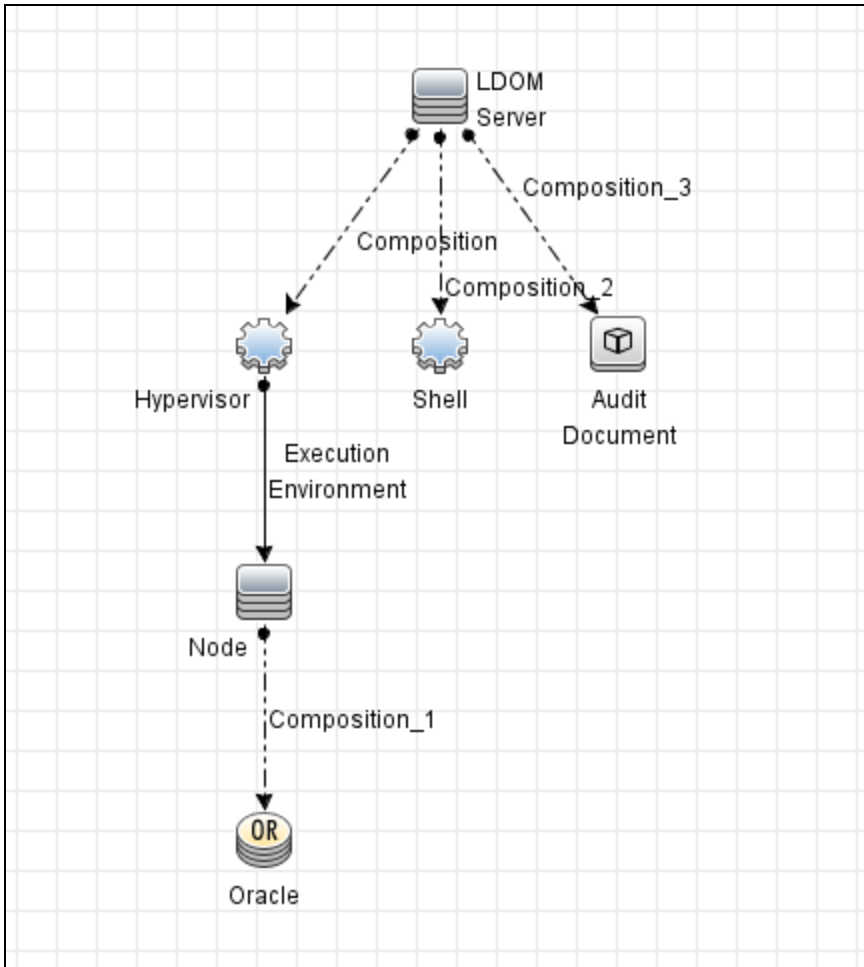 LDOM
Server
Composition_3
Composition
Composition_2
Hypervisor
Shell
Audit
Document
Execution
Environment
Node
Composition_1
OR
Oracle